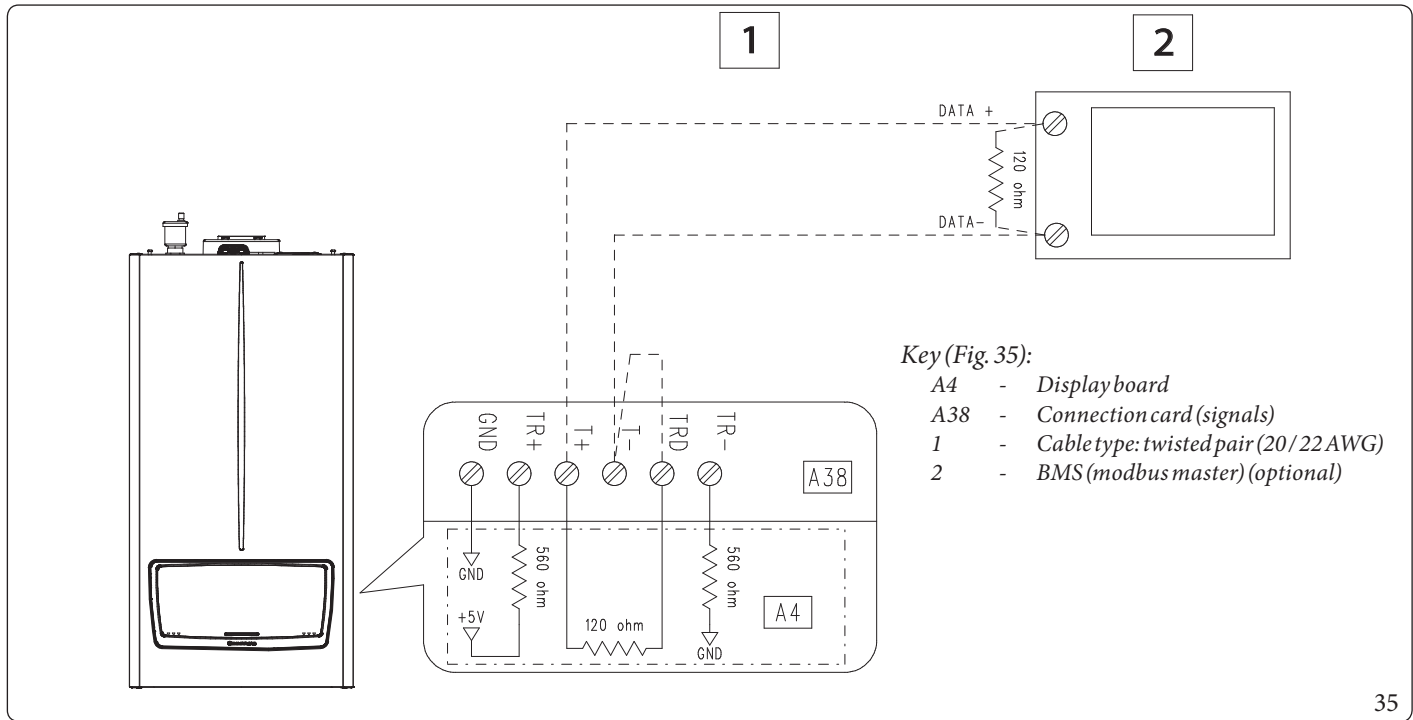 1
2
DATA +
120 ohm
DATA-
Key (Fig. 35):
A4 - Display board
A38 - Connection card (signals)
1 - Cable type: twisted pair (20 / 22 AWG)
2 - BMS (modbus master) (optional)
GND
TR+
T+
T-
TRD
TR-
A38
GND
560 ohm
560 ohm
+5V
120 ohm
GND
A4
35